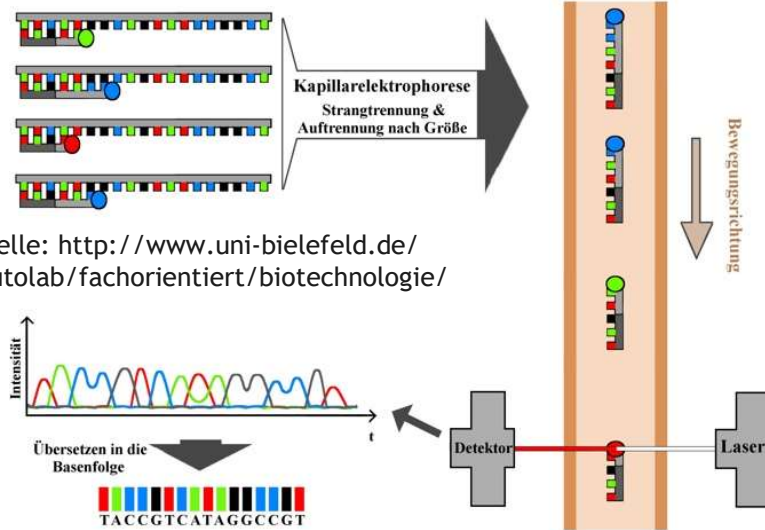 Kapillarelektrophorese
Strangtrennung &
Auftrennung nach Größe
Bewegungsrichtung
elle: http://www.uni-bielefeld.de/
utolab/fachorientiert/biotechnologie/
Intensität
t
Detektor
Laser
Übersetzen in die
Basenfolge
TACCGTCATAGGCCGT